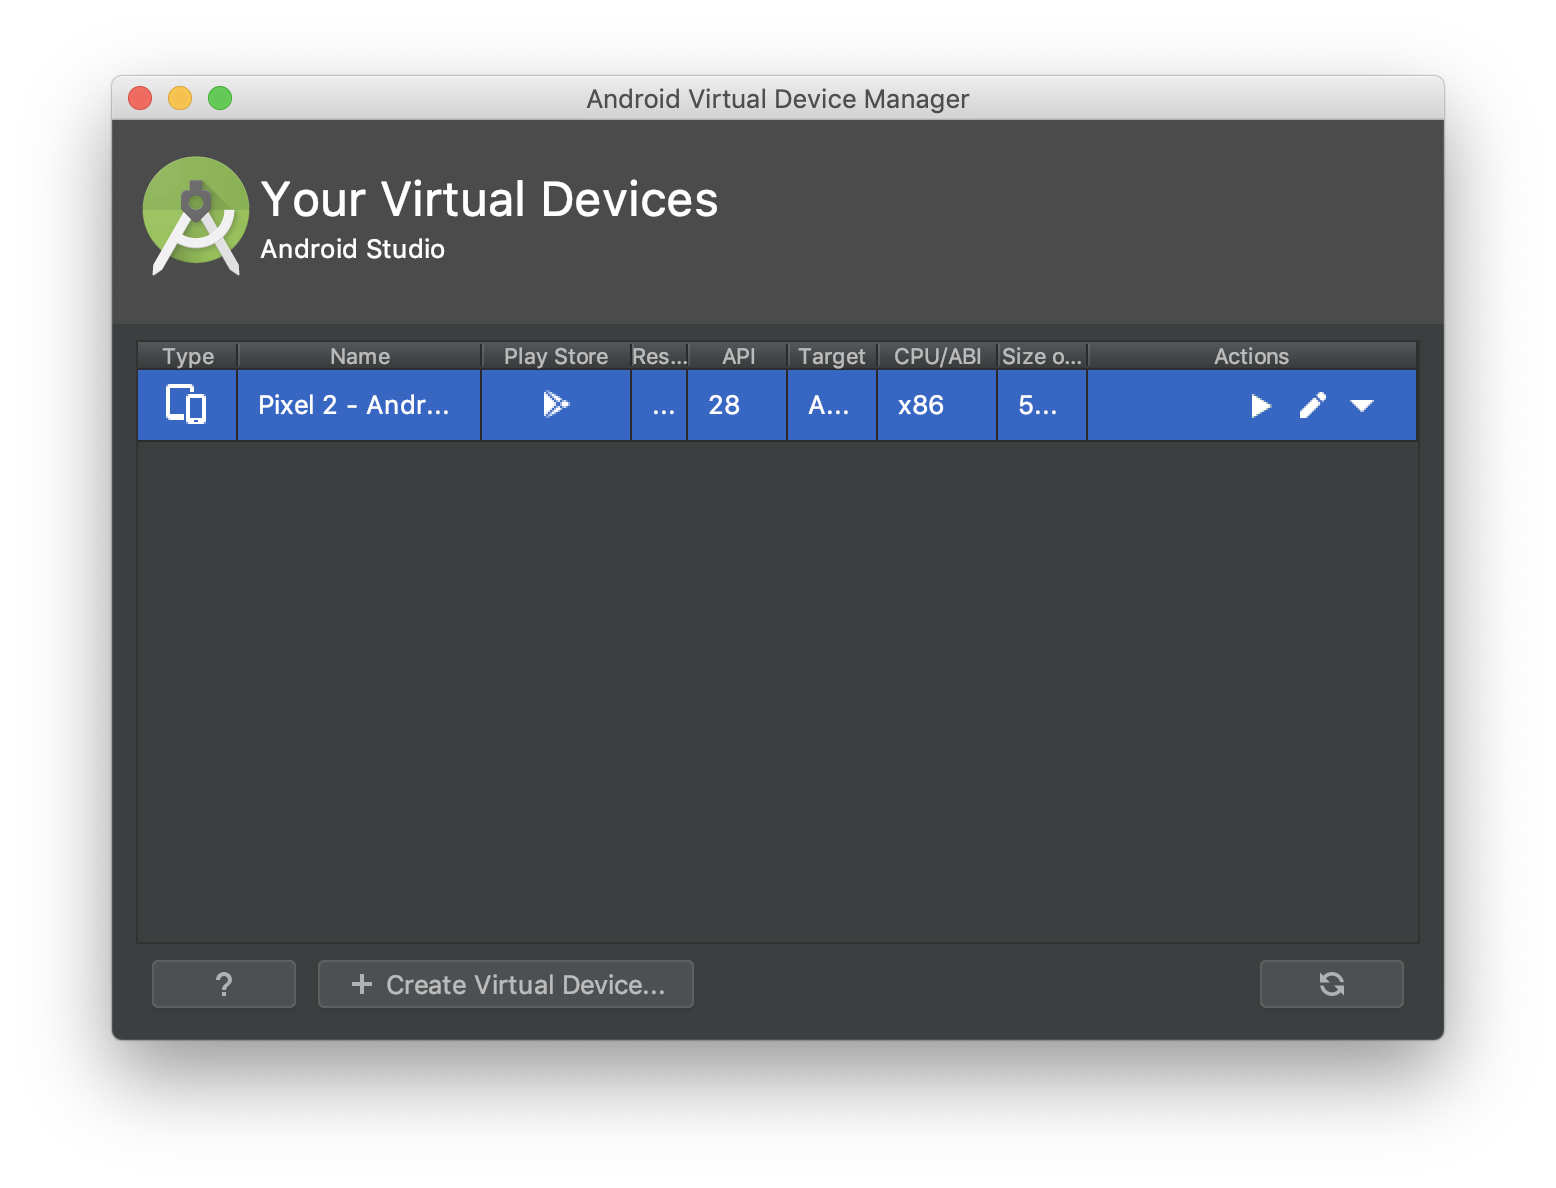 Android Virtual Device Manager
Your Virtual Devices
Android Studio
Type Name Play Store Res... API Target CPU/ABI Size o... Actions
Pixel 2 - Andr... ... 28 A... x86 5...
? + Create Virtual Device...